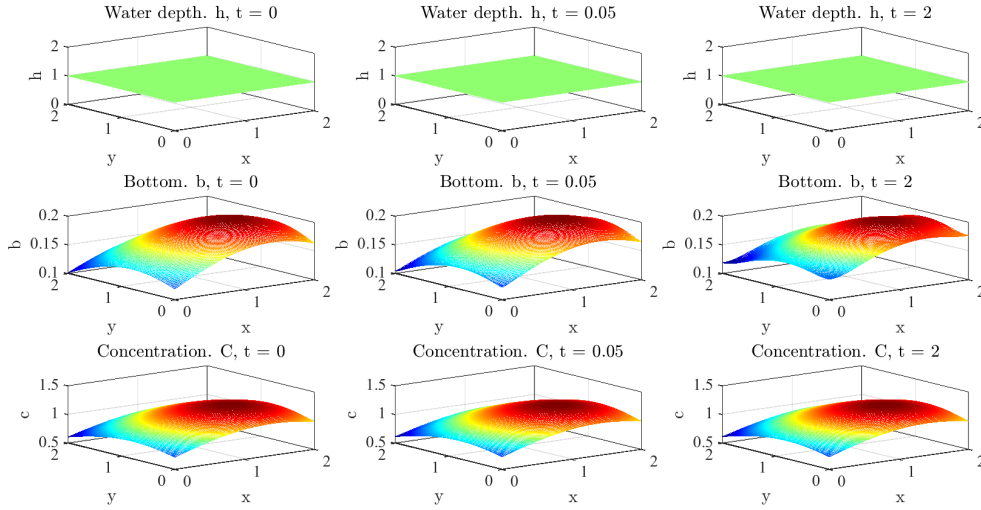 Water depth. h, t = 0
2
1
0
h
2
1
0
y
0
1
2
x
Water depth. h, t = 0.05
2
1
0
h
2
1
0
y
0
1
2
x
Water depth. h, t = 2
2
1
0
h
2
1
0
y
0
1
2
x
Bottom. b, t = 0
0.2
0.15
0.1
b
2
1
0
y
0
1
2
x
Bottom. b, t = 0.05
0.2
0.15
0.1
b
2
1
0
y
0
1
2
x
Bottom. b, t = 2
0.2
0.15
0.1
b
2
1
0
y
0
1
2
x
Concentration. C, t = 0
1.5
1
0.5
c
2
1
0
y
0
1
2
x
Concentration. C, t = 0.05
1.5
1
0.5
c
2
1
0
y
0
1
2
x
Concentration. C, t = 2
1.5
1
0.5
c
2
1
0
y
0
1
2
x